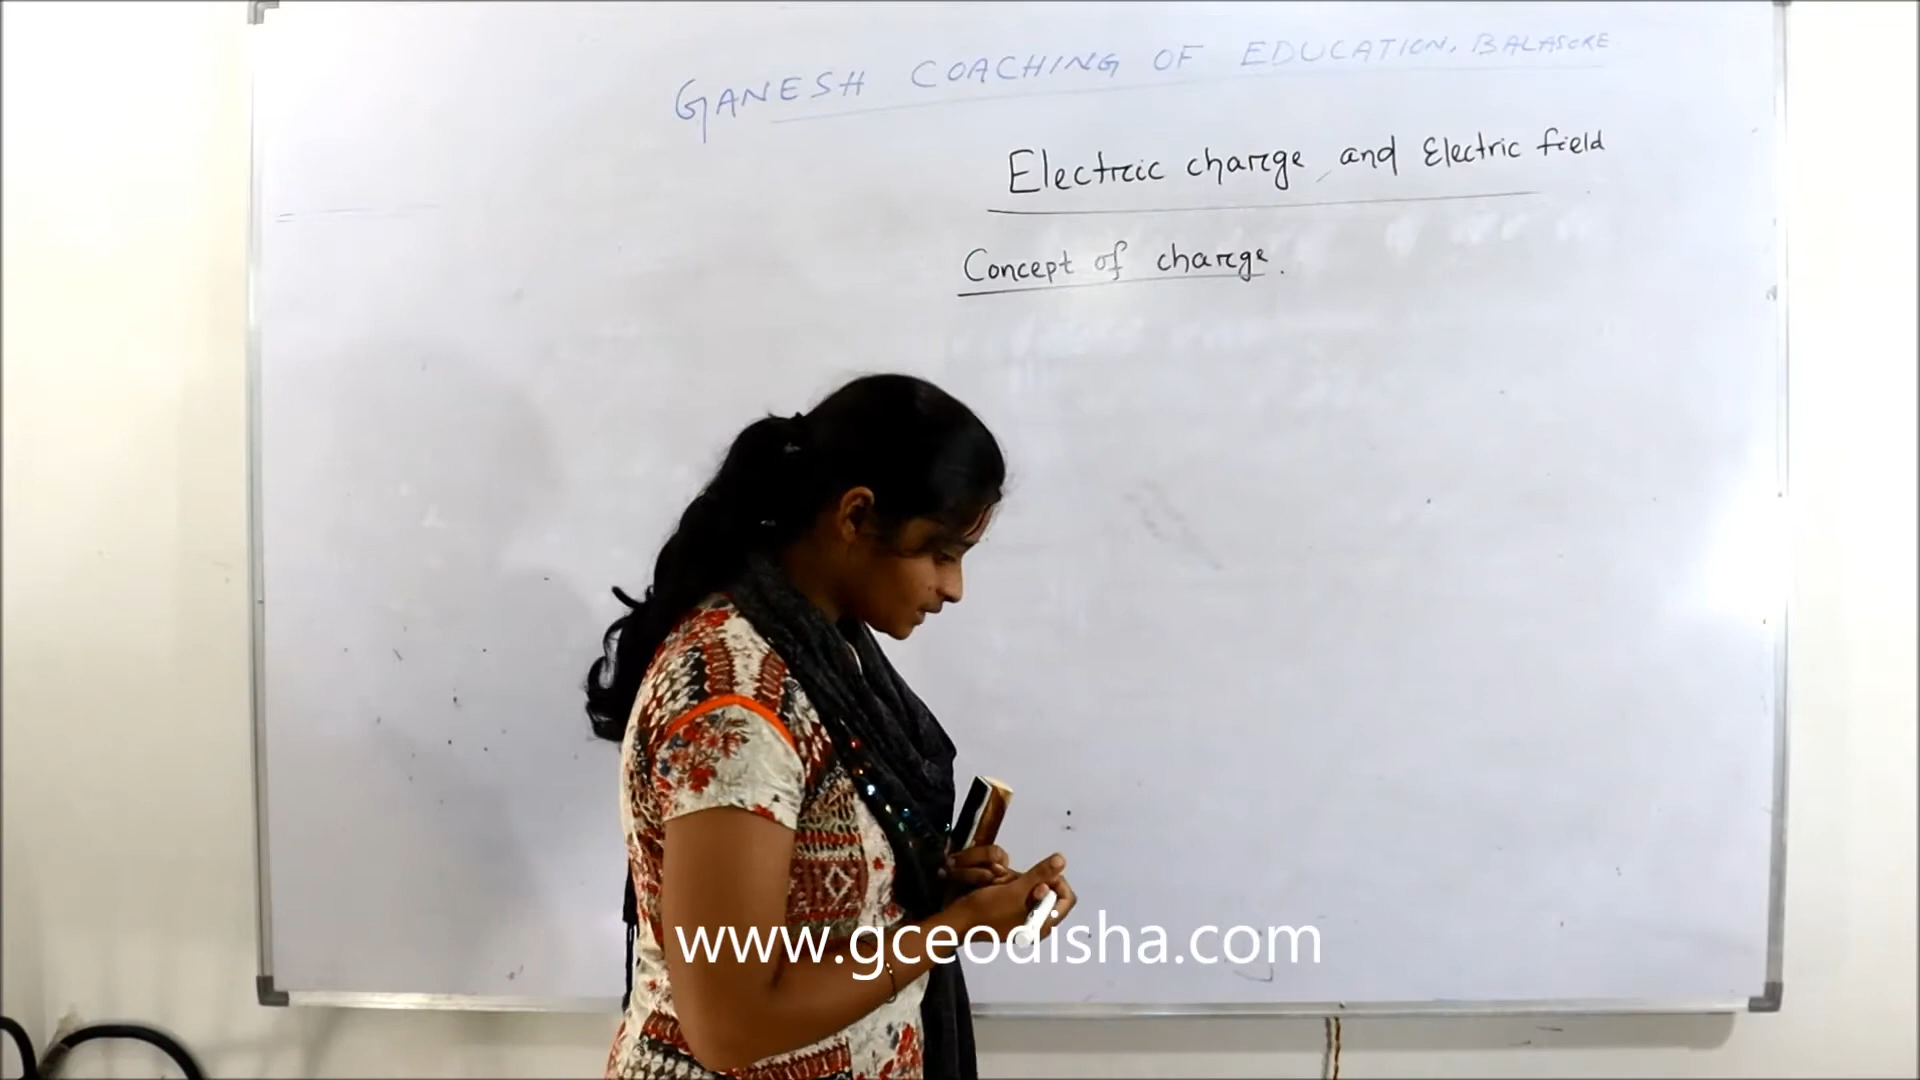 GANESH COACHING OF EDUCATION, BALASORE
Electric charge and Electric field
Concept of charge.
www.gceodisha.com